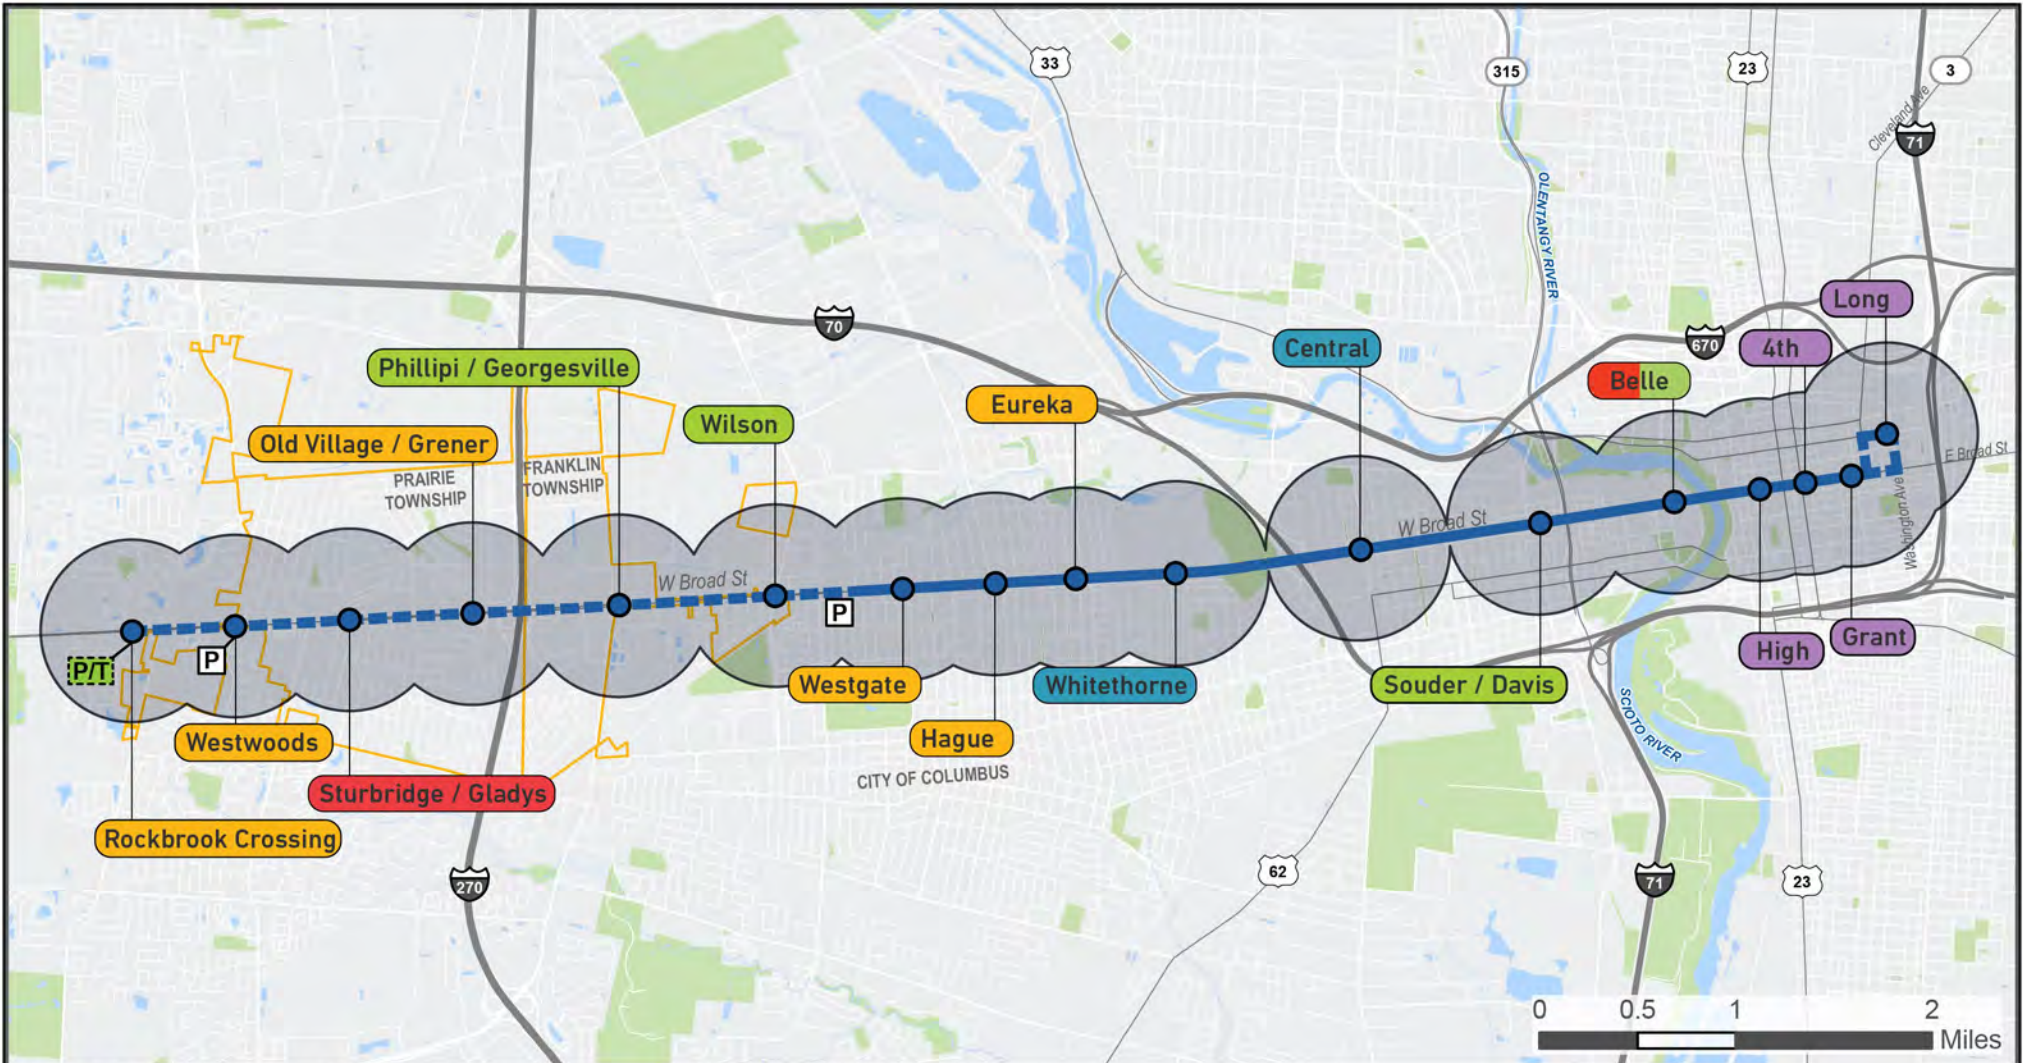 33
315
23
3
Cleveland Ave
71
OLENTANGY RIVER
Long
70
670
4th
Central
Phillipi / Georgesville
Belle
Eureka
Wilson
Old Village / Grener
PRAIRIE
TOWNSHIP
FRANKLIN
TOWNSHIP
E Broad St
W Broad St
Washington Ave
W Broad St
P
P/T
P
High
Grant
Westgate
Whitethorne
Souder / Davis
Westwoods
Hague
SCIOTO RIVER
CITY OF COLUMBUS
Sturbridge / Gladys
Rockbrook Crossing
270
62
71
23
0 0.5 1 2
Miles